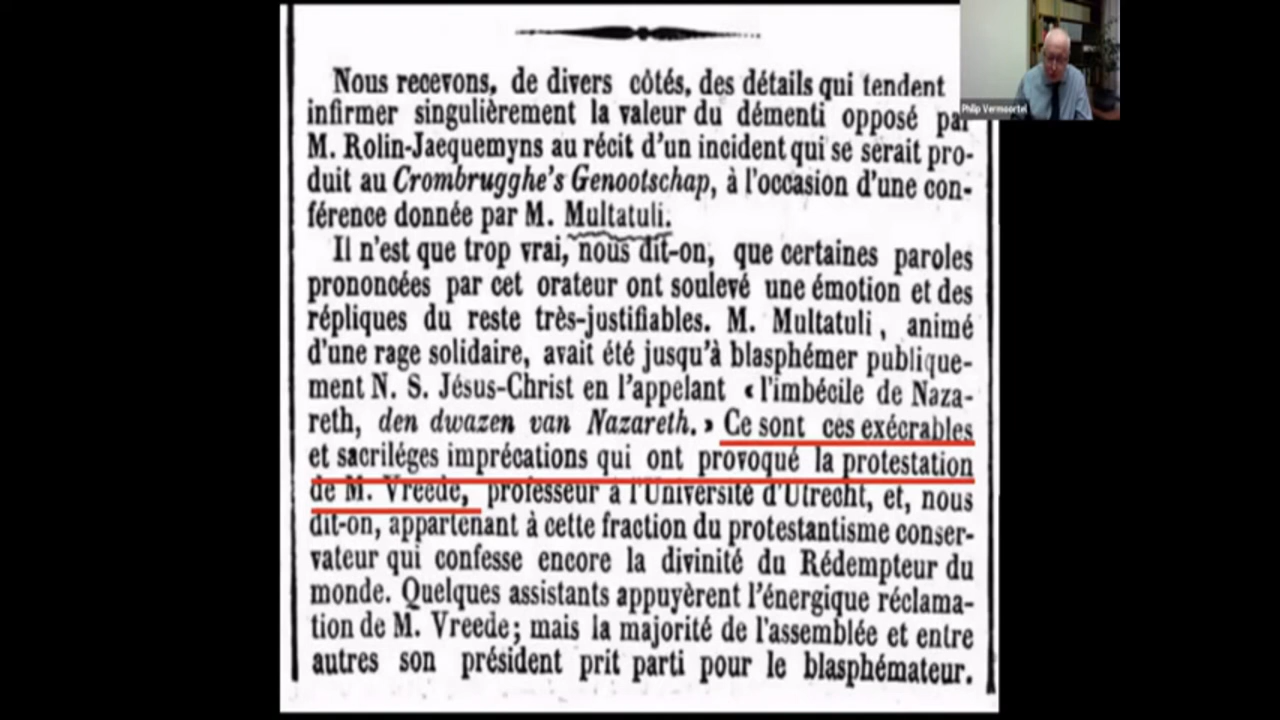 Nous recevons, de divers côtés, des détails qui tendent
infirmer singulièrement la valeur du démenti opposé par
M. Rolin-Jaequemyns au récit d'un incident qui se serait pro-
duit au Crombrugghe's Genootschap, à l'occasion d'une con-
férence donnée par M. Multatuli.
Il n'est que trop vrai, nous dit-on, que certaines paroles
prononcées par cet orateur ont soulevé une émotion et des
répliques du reste très-justifiables. M. Multatuli, animé
d'une rage solidaire, avait été jusqu'à blasphémer publique-
ment N. S. Jésus-Christ en l'appelant « l'imbécile de Naza-
reth, den dwazen van Nazareth. » Ce sont ces exécrables
et sacriléges imprécations qui ont provoqué la protestation
de M. Vreede, professeur à l'Université d'Utrecht, et, nous
dit-on, appartenant à cette fraction du protestantisme conser-
vateur qui confesse encore la divinité du Rédempteur du
monde. Quelques assistants appuyèrent l'énergique réclama-
tion de M. Vreede; mais la majorité de l'assemblée et entre
autres son président prit parti pour le blasphémateur.
Philip Vermoortel